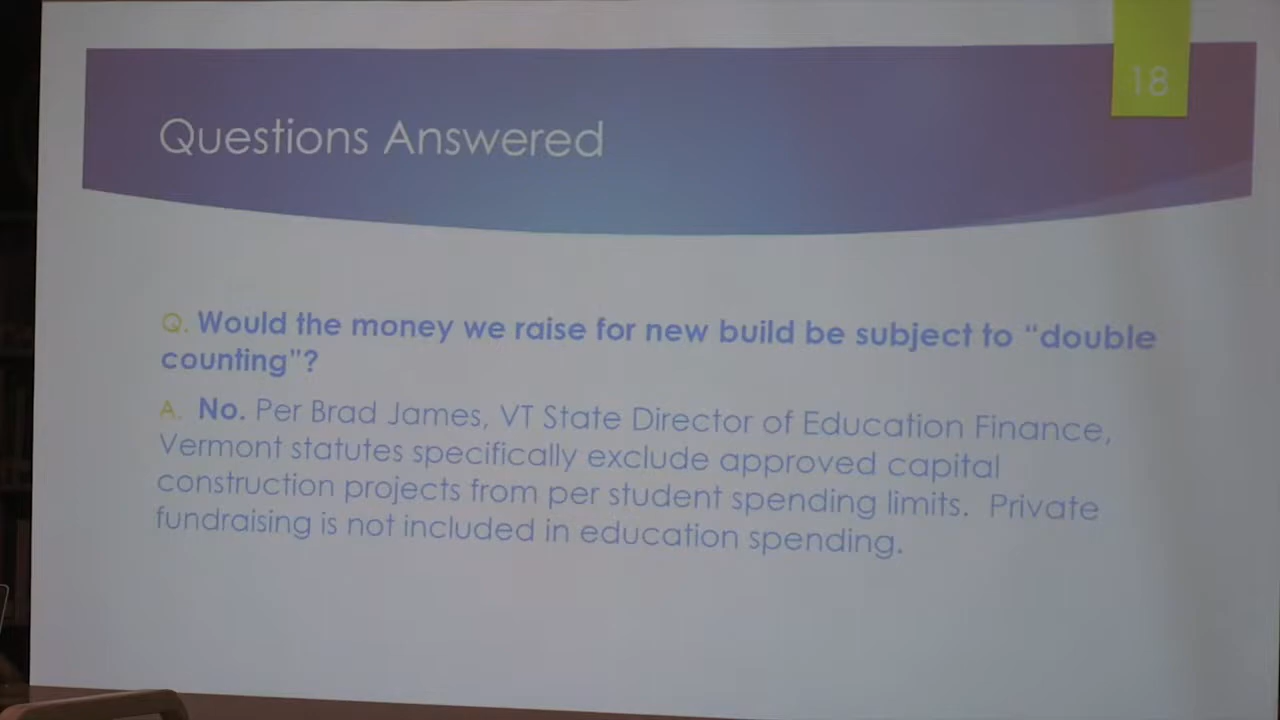 18
Questions Answered
Q. Would the money we raise for new build be subject to “double
counting”?
A. No. Per Brad James, VT State Director of Education Finance,
Vermont statutes specifically exclude approved capital
construction projects from per student spending limits. Private
fundraising is not included in education spending.